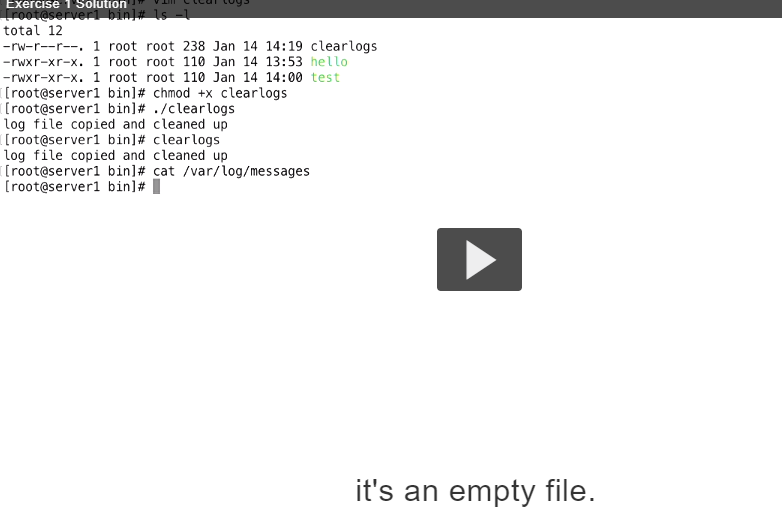 Exercise 1 Solution
vim clearlogs
[root@server1 bin]# ls -l
total 12
-rw-r--r--. 1 root root 238 Jan 14 14:19 clearlogs
-rwxr-xr-x. 1 root root 110 Jan 14 13:53 hello
-rwxr-xr-x. 1 root root 110 Jan 14 14:00 test
[root@server1 bin]# chmod +x clearlogs
[root@server1 bin]# ./clearlogs
log file copied and cleaned up
[root@server1 bin]# clearlogs
log file copied and cleaned up
[root@server1 bin]# cat /var/log/messages
[root@server1 bin]#
it's an empty file.